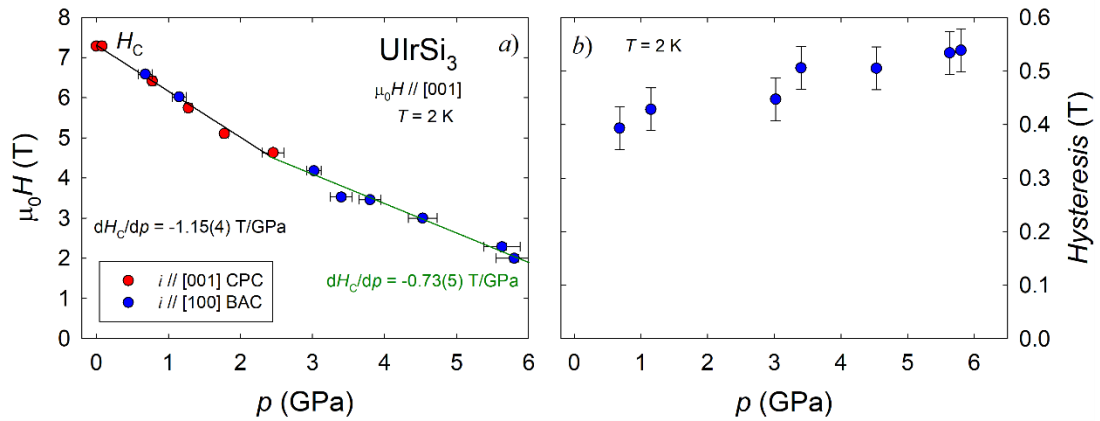 8
7
6
5
4
3
2
1
0
μ₀H (T)
H_C
UIrSi₃
a)
μ₀H // [001]
T = 2 K
dH_C/dp = -1.15(4) T/GPa
dH_C/dp = -0.73(5) T/GPa
i // [001] CPC
i // [100] BAC
0 1 2 3 4 5 6
p (GPa)
b)
T = 2 K
0.6
0.5
0.4
0.3
0.2
0.1
0.0
Hysteresis (T)
0 1 2 3 4 5 6
p (GPa)